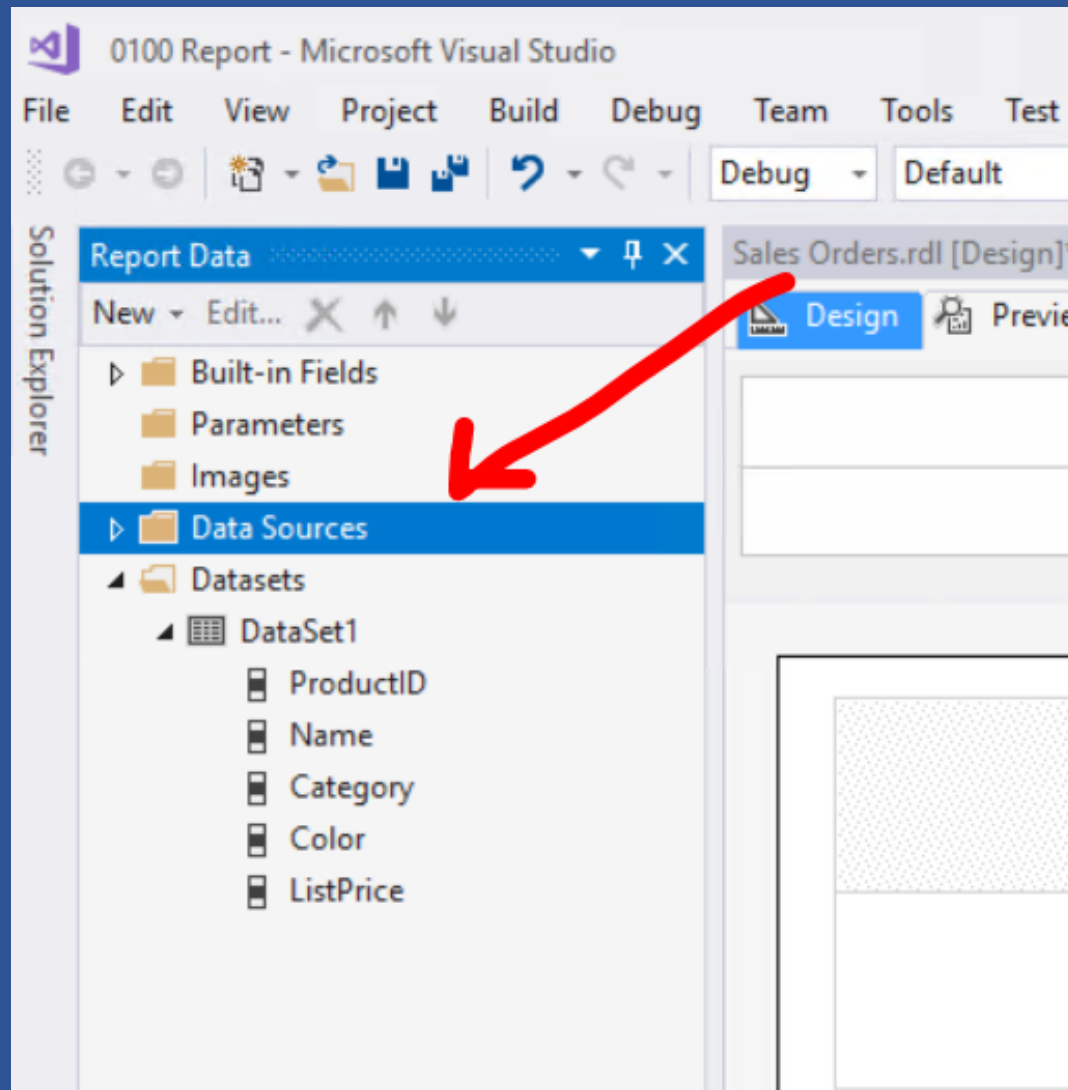 0100 Report - Microsoft Visual Studio
File Edit View Project Build Debug Team Tools Test
Debug Default
Solution Explorer
Report Data
Sales Orders.rdl [Design]*
New Edit...
Design Previe
Built-in Fields
Parameters
Images
Data Sources
Datasets
DataSet1
ProductID
Name
Category
Color
ListPrice